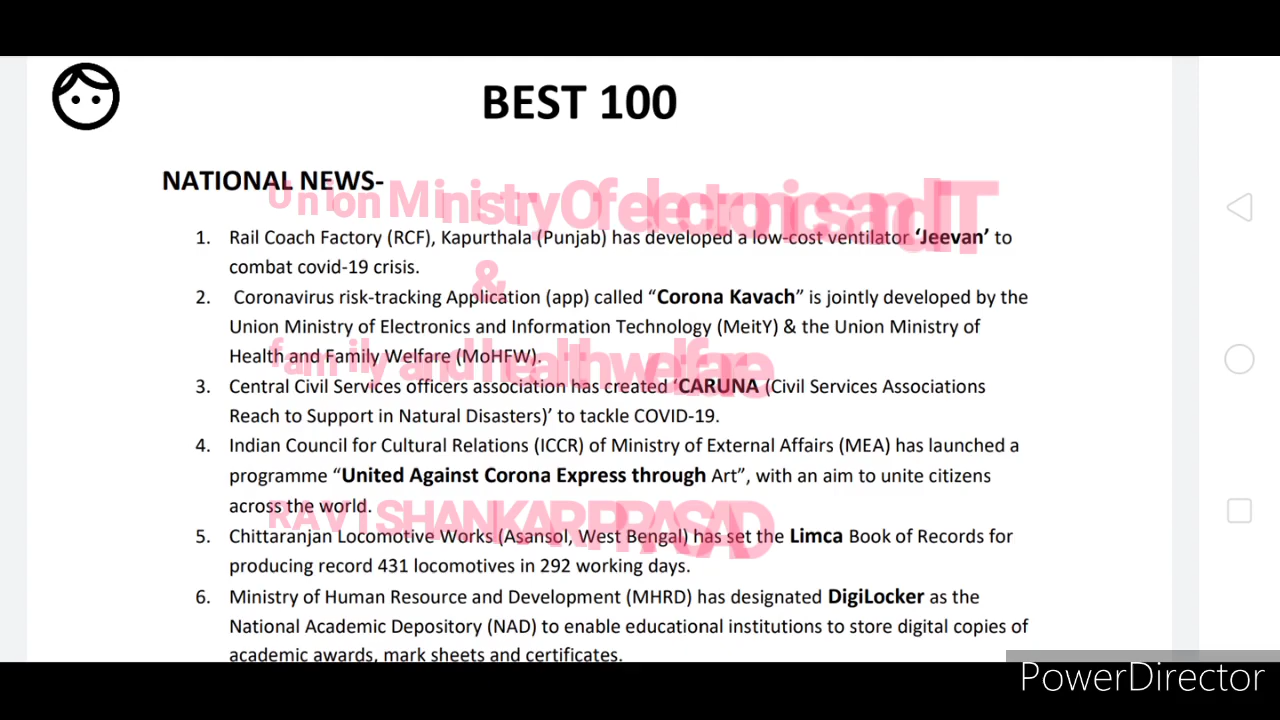 BEST 100
NATIONAL NEWS-
Union Ministry Of electronics and IT
1. Rail Coach Factory (RCF), Kapurthala (Punjab) has developed a low-cost ventilator ‘Jeevan’ to
combat covid-19 crisis.
&
2. Coronavirus risk-tracking Application (app) called “Corona Kavach” is jointly developed by the
Union Ministry of Electronics and Information Technology (MeitY) & the Union Ministry of
Health and Family Welfare (MoHFW).
family and health welfare
3. Central Civil Services officers association has created ‘CARUNA (Civil Services Associations
Reach to Support in Natural Disasters)’ to tackle COVID-19.
4. Indian Council for Cultural Relations (ICCR) of Ministry of External Affairs (MEA) has launched a
programme “United Against Corona Express through Art”, with an aim to unite citizens
across the world.
RAVI SHANKAR PRASAD
5. Chittaranjan Locomotive Works (Asansol, West Bengal) has set the Limca Book of Records for
producing record 431 locomotives in 292 working days.
6. Ministry of Human Resource and Development (MHRD) has designated DigiLocker as the
National Academic Depository (NAD) to enable educational institutions to store digital copies of
academic awards, mark sheets and certificates.
PowerDirector